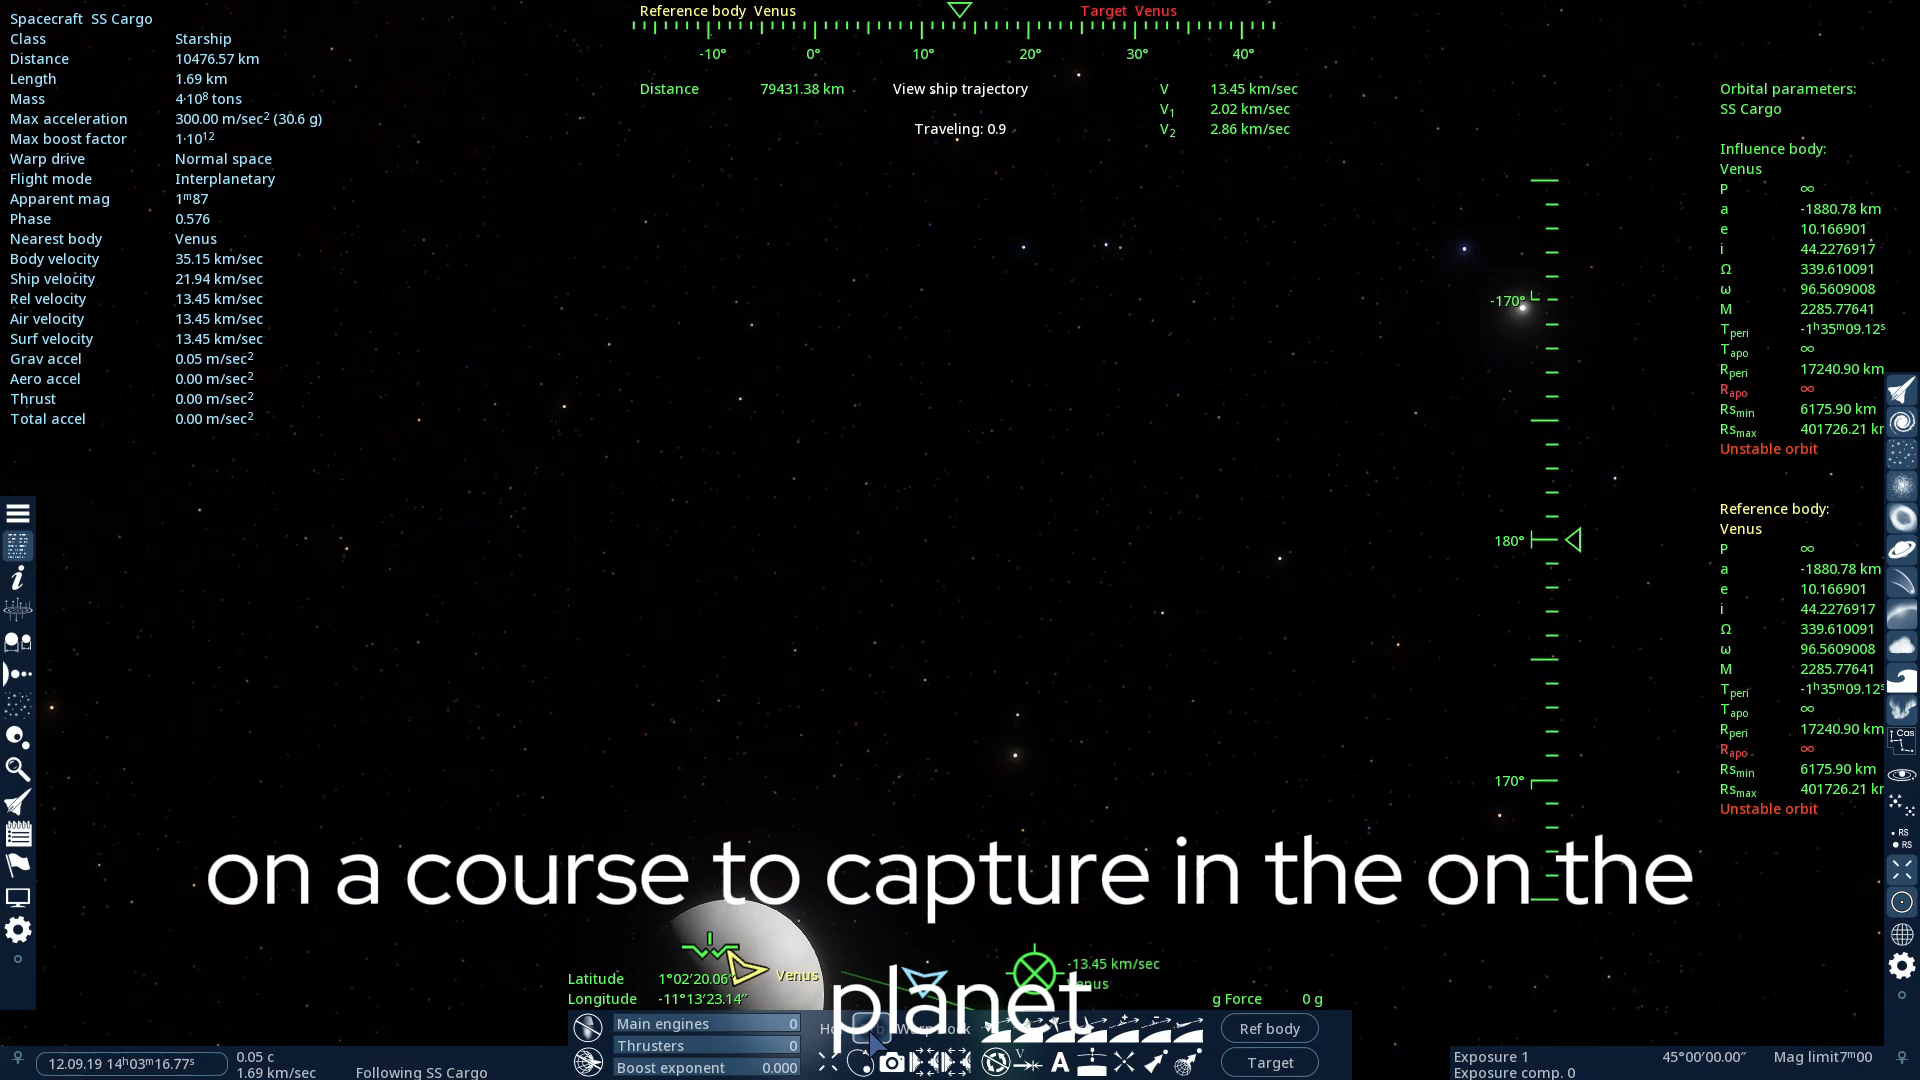 Spacecraft SS Cargo
Class Starship
Distance 10476.57 km
Length 1.69 km
Mass 4·10⁸ tons
Max acceleration 300.00 m/sec² (30.6 g)
Max boost factor 1·10¹²
Warp drive Normal space
Flight mode Interplanetary
Apparent mag 1ᵐ87
Phase 0.576
Nearest body Venus
Body velocity 35.15 km/sec
Ship velocity 21.94 km/sec
Rel velocity 13.45 km/sec
Air velocity 13.45 km/sec
Surf velocity 13.45 km/sec
Grav accel 0.05 m/sec²
Aero accel 0.00 m/sec²
Thrust 0.00 m/sec²
Total accel 0.00 m/sec²
Reference body Venus
Target Venus
-10° 0° 10° 20° 30° 40°
Distance 79431.38 km
View ship trajectory
Traveling: 0.9
V 13.45 km/sec
V₁ 2.02 km/sec
V₂ 2.86 km/sec
-170°
180°
170°
Orbital parameters:
SS Cargo
Influence body:
Venus
P ∞
a -1880.78 km
e 10.166901
i 44.2276917
Ω 339.610091
ω 96.5609008
M 2285.77641
Tperi -1ʰ35ᵐ09.12ˢ
Tapo ∞
Rperi 17240.90 km
Rapo ∞
Rsmin 6175.90 km
Rsmax 401726.21
Unstable orbit
Reference body:
Venus
P ∞
a -1880.78 km
e 10.166901
i 44.2276917
Ω 339.610091
ω 96.5609008
M 2285.77641
Tperi -1ʰ35ᵐ09.12ˢ
Tapo ∞
Rperi 17240.90 km
Rapo ∞
Rsmin 6175.90 km
Rsmax 401726.21
Unstable orbit
Cas
RS
RS
on a course to capture in the on the
planet
Venus
-13.45 km/sec
Latitude 1°02′20.06″
Longitude -11°13′23.14″
g Force 0 g
Main engines 0
Thrusters 0
Boost exponent 0.000
Ref body
Target
12.09.19 14ʰ03ᵐ16.77ˢ
0.05 c
1.69 km/sec
Following SS Cargo
Exposure 1
Exposure comp. 0
45°00′00.00″
Mag limit7ᵐ00